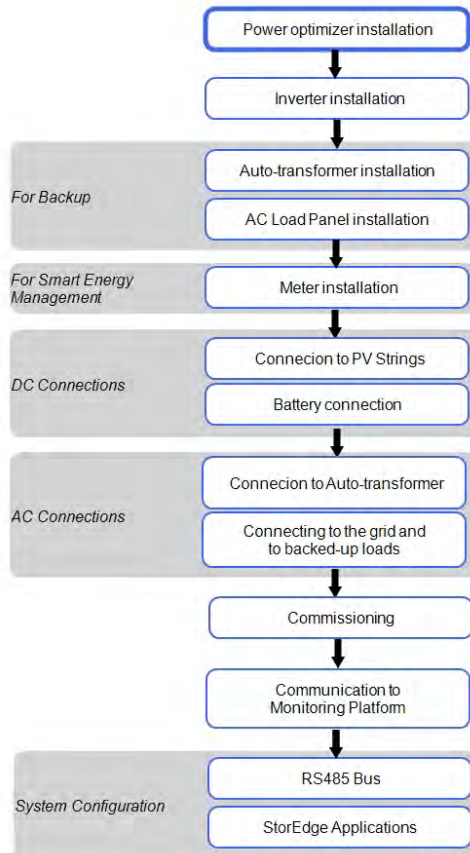 Power optimizer installation
Inverter installation
For Backup
Auto-transformer installation
AC Load Panel installation
For Smart Energy
Management
Meter installation
DC Connections
Connecion to PV Strings
Battery connection
AC Connections
Connecion to Auto-transformer
Connecting to the grid and
to backed-up loads
Commissioning
Communication to
Monitoring Platform
System Configuration
RS485 Bus
StorEdge Applications